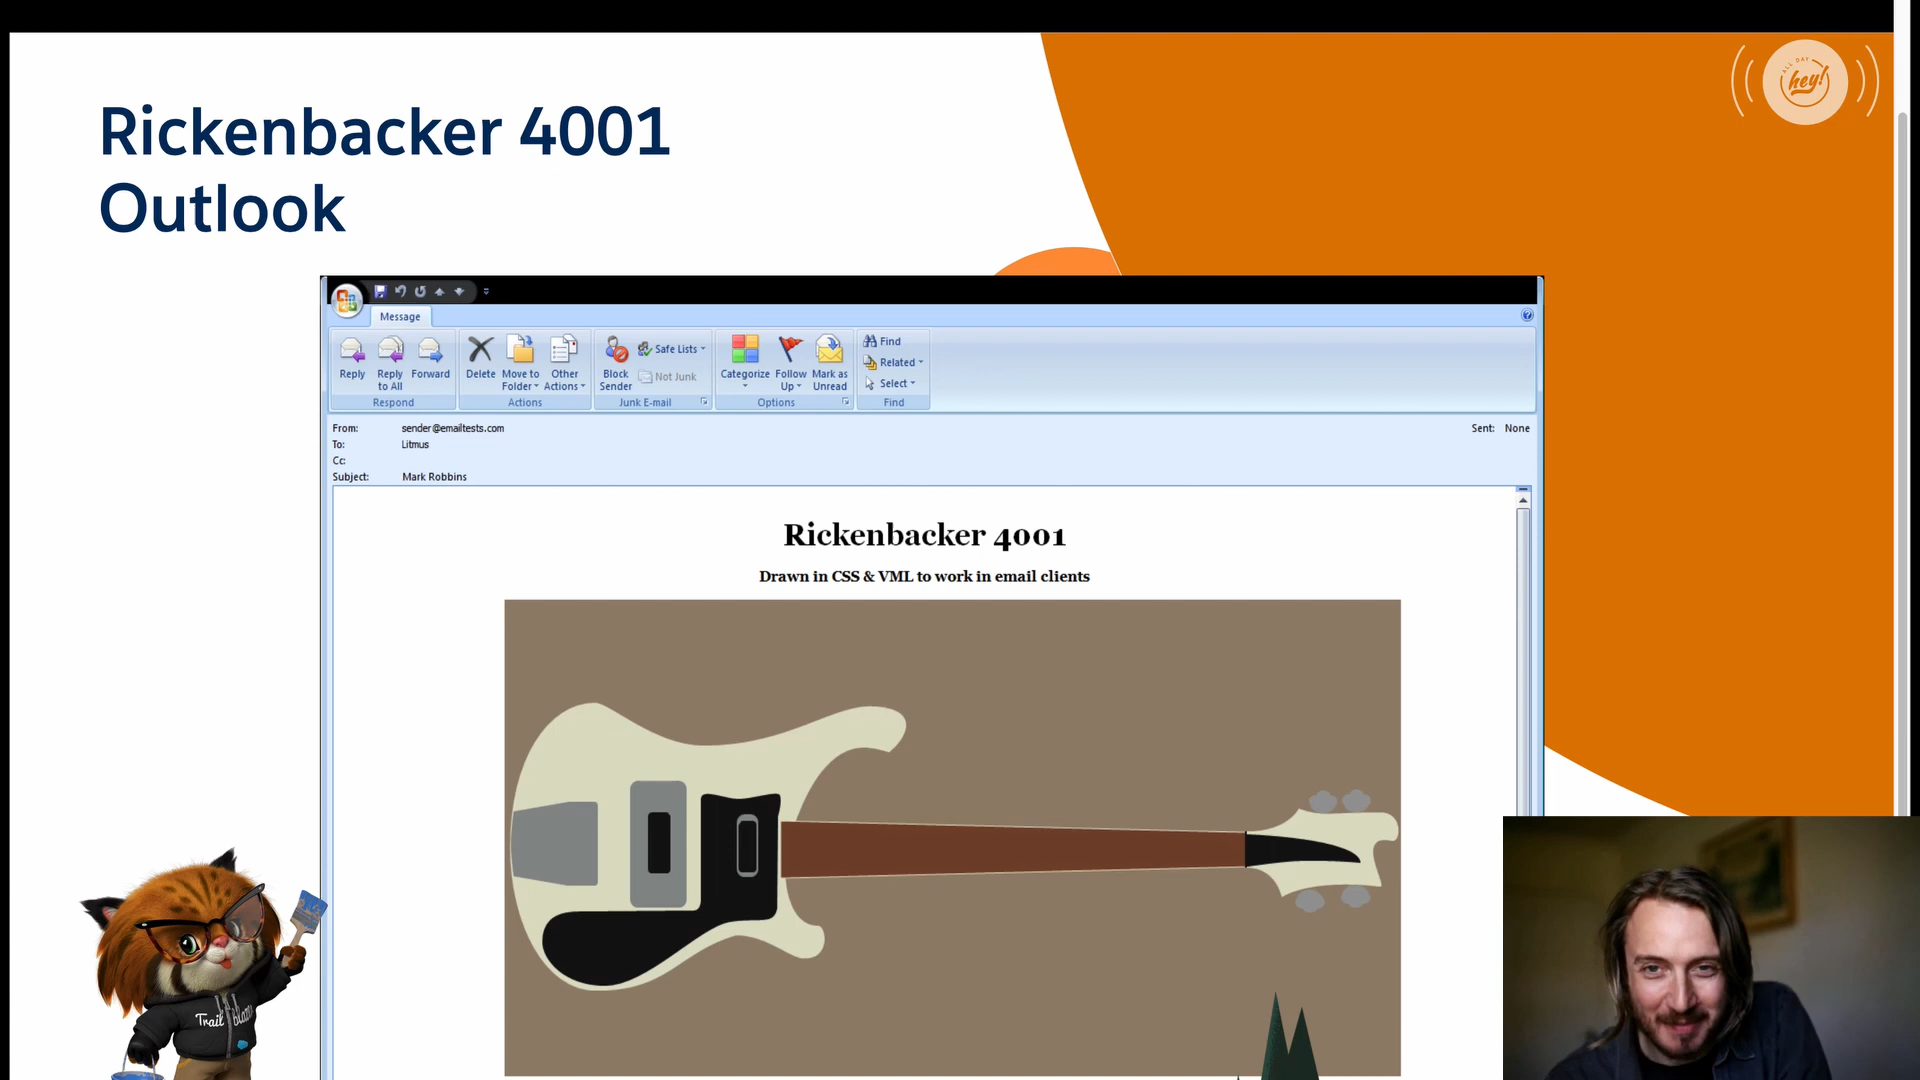 ALL DAY
hey!
Rickenbacker 4001
Outlook
Message
Reply
Reply
to All
Forward
Respond
Delete
Move to
Folder
Other
Actions
Actions
Block
Sender
Safe Lists
Not Junk
Junk E-mail
Categorize
Follow
Up
Mark as
Unread
Options
Find
Related
Select
Find
From: sender@emailtests.com
Sent: None
To: Litmus
Cc:
Subject: Mark Robbins
Rickenbacker 4001
Drawn in CSS & VML to work in email clients
Trailblazer